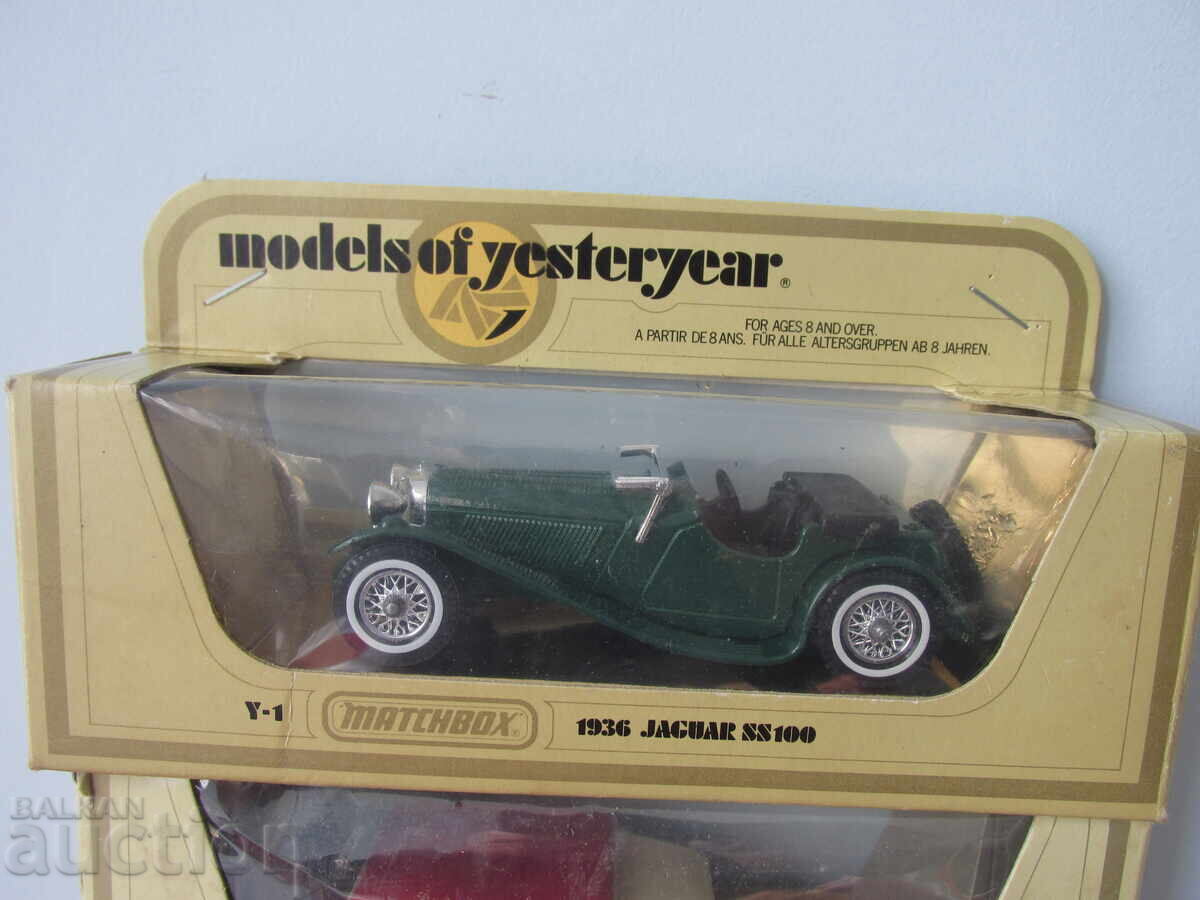 models of yesteryear®
FOR AGES 8 AND OVER.
A PARTIR DE 8 ANS. FÜR ALLE ALTERSGRUPPEN AB 8 JAHREN.
Y-1 MATCHBOX® 1936 JAGUAR SS100
BALKAN
auction